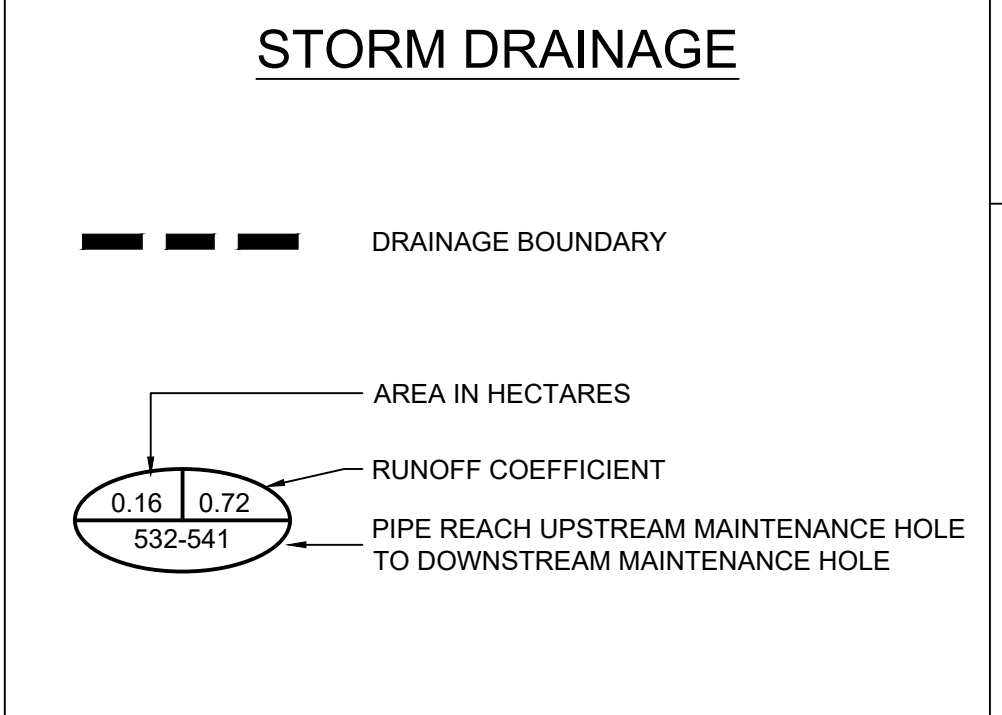 STORM DRAINAGE
DRAINAGE BOUNDARY
AREA IN HECTARES
RUNOFF COEFFICIENT
0.16 0.72
532-541
PIPE REACH UPSTREAM MAINTENANCE HOLE
TO DOWNSTREAM MAINTENANCE HOLE